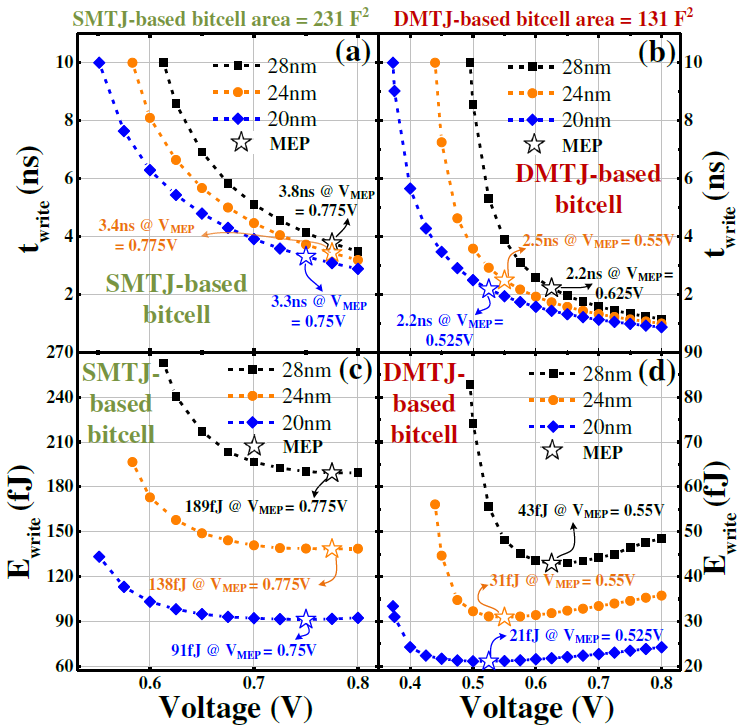 SMTJ-based bitcell area = 231 F²
DMTJ-based bitcell area = 131 F²
(a)
28nm
24nm
20nm
MEP
3.8ns @ V_MEP
= 0.775V
3.4ns @ V_MEP
= 0.775V
SMTJ-based
bitcell
3.3ns @ V_MEP
= 0.75V
t_write (ns)
10
8
6
4
2
(b)
28nm
24nm
20nm
MEP
DMTJ-based
bitcell
2.5ns @ V_MEP = 0.55V
2.2ns @ V_MEP =
0.625V
2.2ns @ V_MEP =
0.525V
10
8
6
4
2
t_write (ns)
(c)
SMTJ-
based
bitcell
28nm
24nm
20nm
MEP
189fJ @ V_MEP = 0.775V
138fJ @ V_MEP = 0.775V
91fJ @ V_MEP = 0.75V
E_write (fJ)
270
240
210
180
150
120
90
60
0.6
0.7
0.8
Voltage (V)
(d)
DMTJ-
based
bitcell
28nm
24nm
20nm
MEP
43fJ @ V_MEP = 0.55V
31fJ @ V_MEP = 0.55V
21fJ @ V_MEP = 0.525V
90
80
70
60
50
40
30
20
E_write (fJ)
0.4
0.5
0.6
0.7
0.8
Voltage (V)